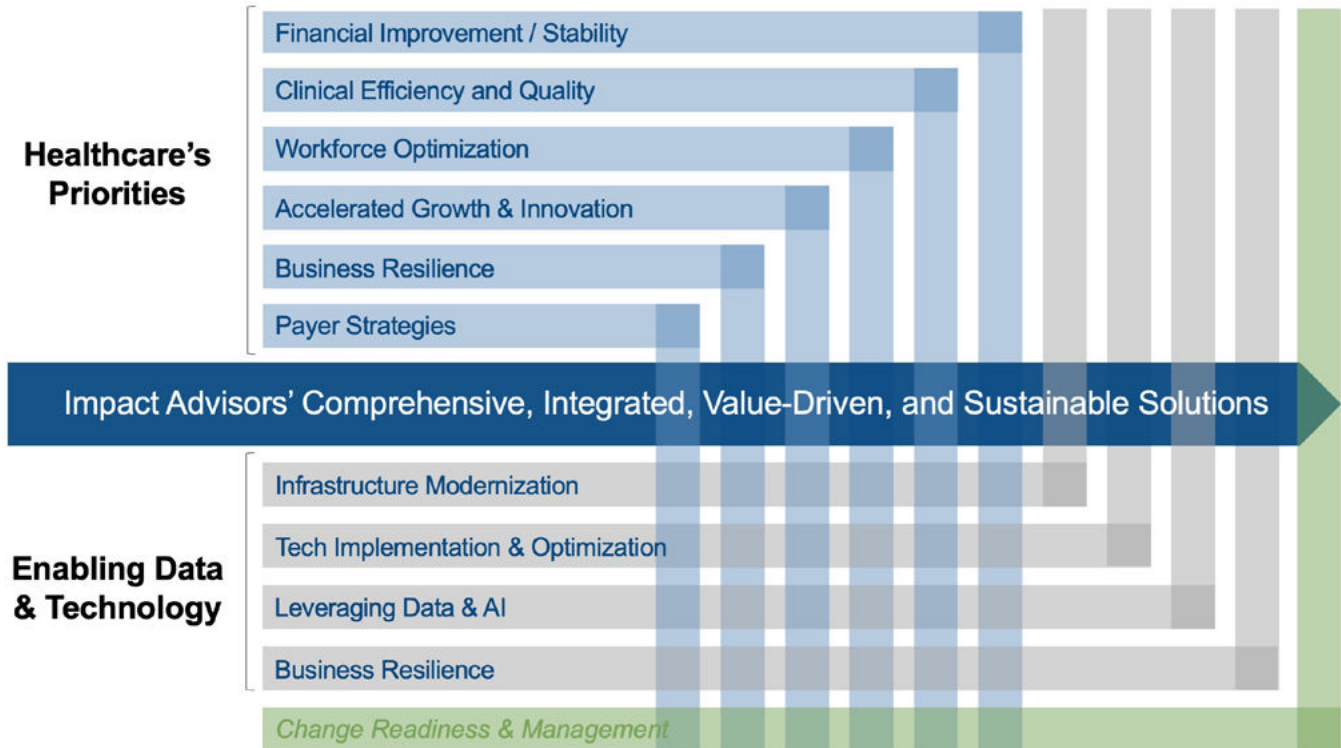 Financial Improvement / Stability
Clinical Efficiency and Quality
Healthcare’s
Priorities
Workforce Optimization
Accelerated Growth & Innovation
Business Resilience
Payer Strategies
Impact Advisors’ Comprehensive, Integrated, Value-Driven, and Sustainable Solutions
Infrastructure Modernization
Tech Implementation & Optimization
Enabling Data
& Technology
Leveraging Data & AI
Business Resilience
Change Readiness & Management